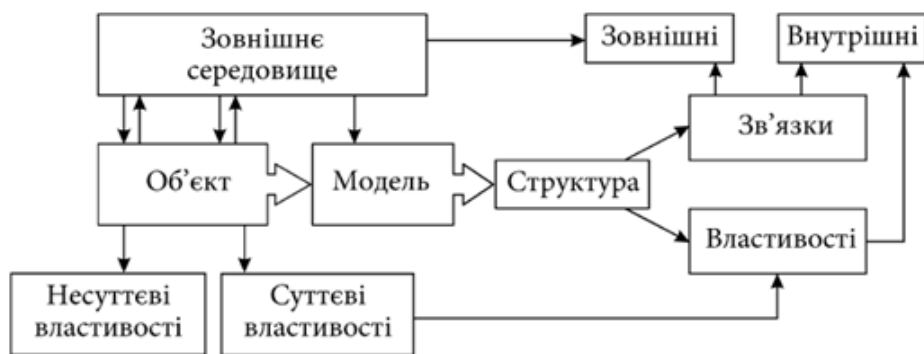 Зовнішнє
середовище
Зовнішні
Внутрішні
Зв’язки
Об’єкт
Модель
Структура
Властивості
Несуттєві
властивості
Суттєві
властивості